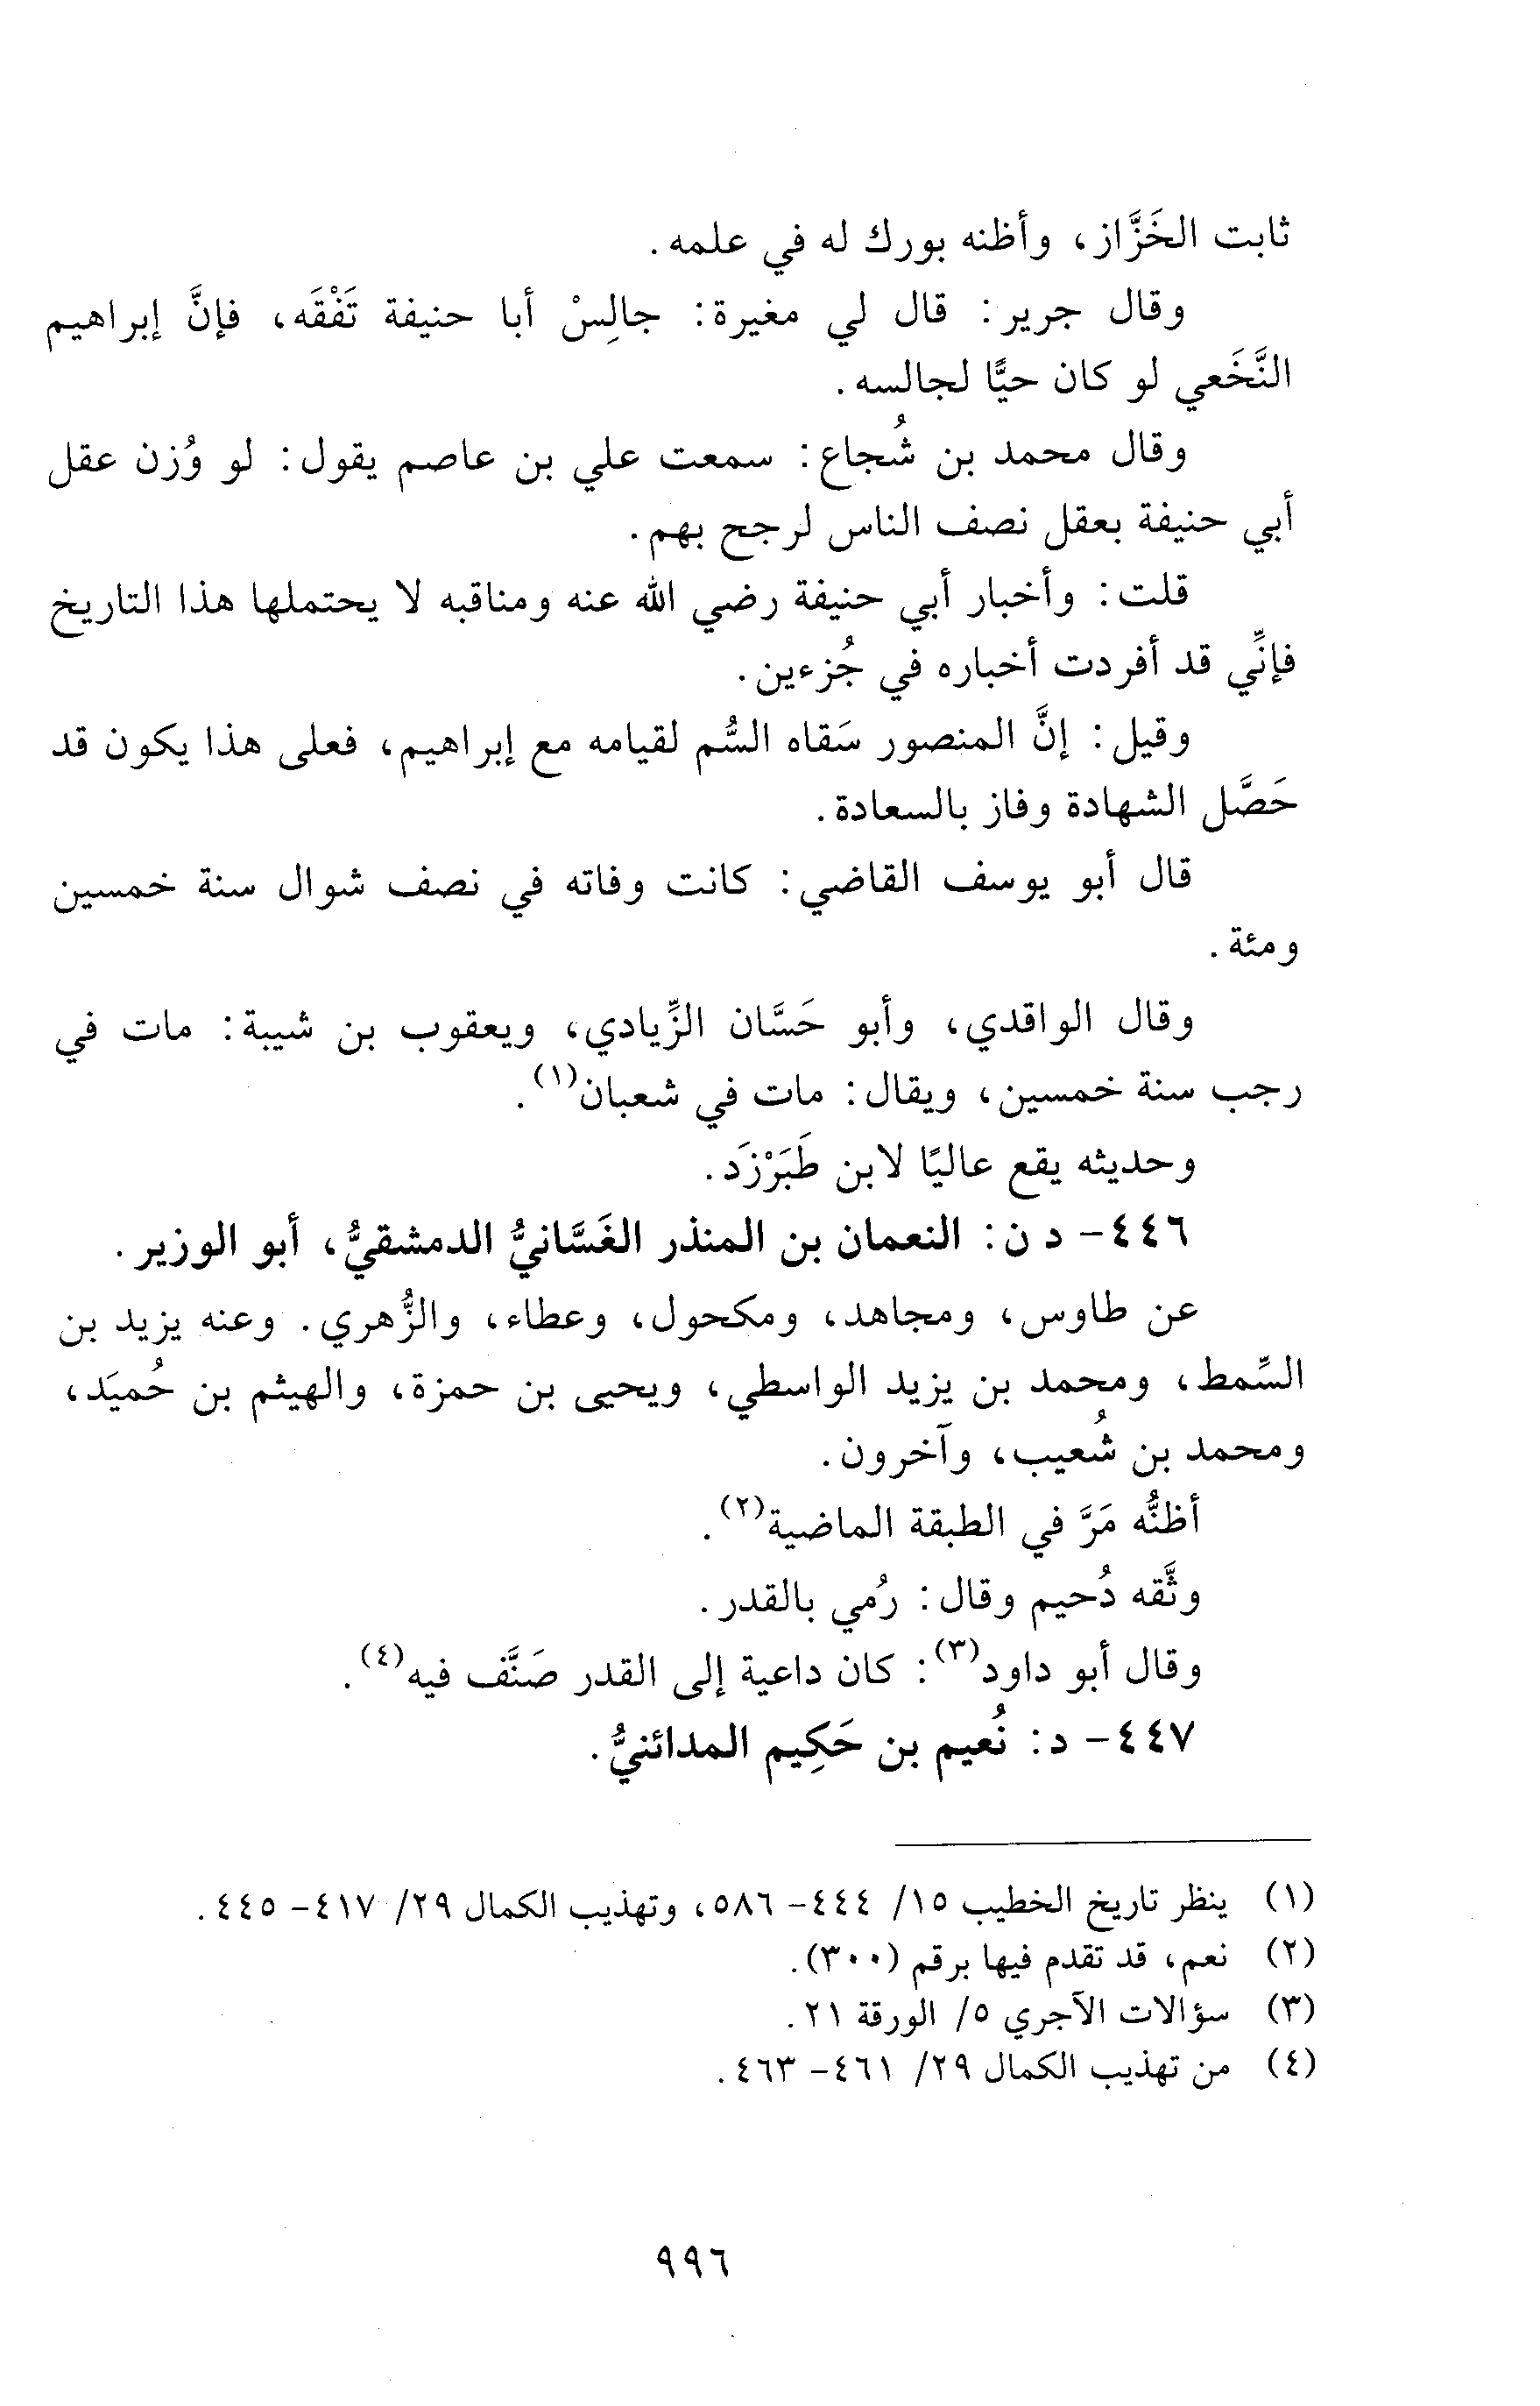 ثابت الخَزَّاز، وأظنه بورك له في علمه.
وقال جرير: قال لي مغيرة: جالِسْ أبا حنيفة تَفْقَه، فإنَّ إبراهيم
النَّخَعي لو كان حيًّا لجالسه.
وقال محمد بن شُجاع: سمعت علي بن عاصم يقول: لو وُزن عقل
أبي حنيفة بعقل نصف الناس لرجح بهم.
قلت: وأخبار أبي حنيفة رضي الله عنه ومناقبه لا يحتملها هذا التاريخ
فإنِّي قد أفردت أخباره في جُزءين.
وقيل: إنَّ المنصور سَقاه السُّم لقيامه مع إبراهيم، فعلى هذا يكون قد
حَصَّل الشهادة وفاز بالسعادة.
قال أبو يوسف القاضي: كانت وفاته في نصف شوال سنة خمسين
ومئة.
وقال الواقدي، وأبو حَسَّان الزِّيادي، ويعقوب بن شيبة: مات في
رجب سنة خمسين، ويقال: مات في شعبان(١).
وحديثه يقع عاليًا لابن طَبَرْزَد.
٤٤٦- د ن: النعمان بن المنذر الغَسَّانيُّ الدمشقيُّ، أبو الوزير.
عن طاوس، ومجاهد، ومكحول، وعطاء، والزُّهري. وعنه يزيد بن
السِّمط، ومحمد بن يزيد الواسطي، ويحيى بن حمزة، والهيثم بن حُميَد،
ومحمد بن شُعيب، وآخرون.
أظنُّه مَرَّ في الطبقة الماضية(٢).
وثَّقه دُحيم وقال: رُمي بالقدر.
وقال أبو داود(٣): كان داعية إلى القدر صَنَّف فيه(٤).
٤٤٧- د: نُعيم بن حَكِيم المدائنيُّ.
(١) ينظر تاريخ الخطيب ١٥/ ٤٤٤- ٥٨٦، وتهذيب الكمال ٢٩/ ٤١٧- ٤٤٥.
(٢) نعم، قد تقدم فيها برقم (٣٠٠).
(٣) سؤالات الآجري ٥/ الورقة ٢١.
(٤) من تهذيب الكمال ٢٩/ ٤٦١- ٤٦٣.
٩٩٦